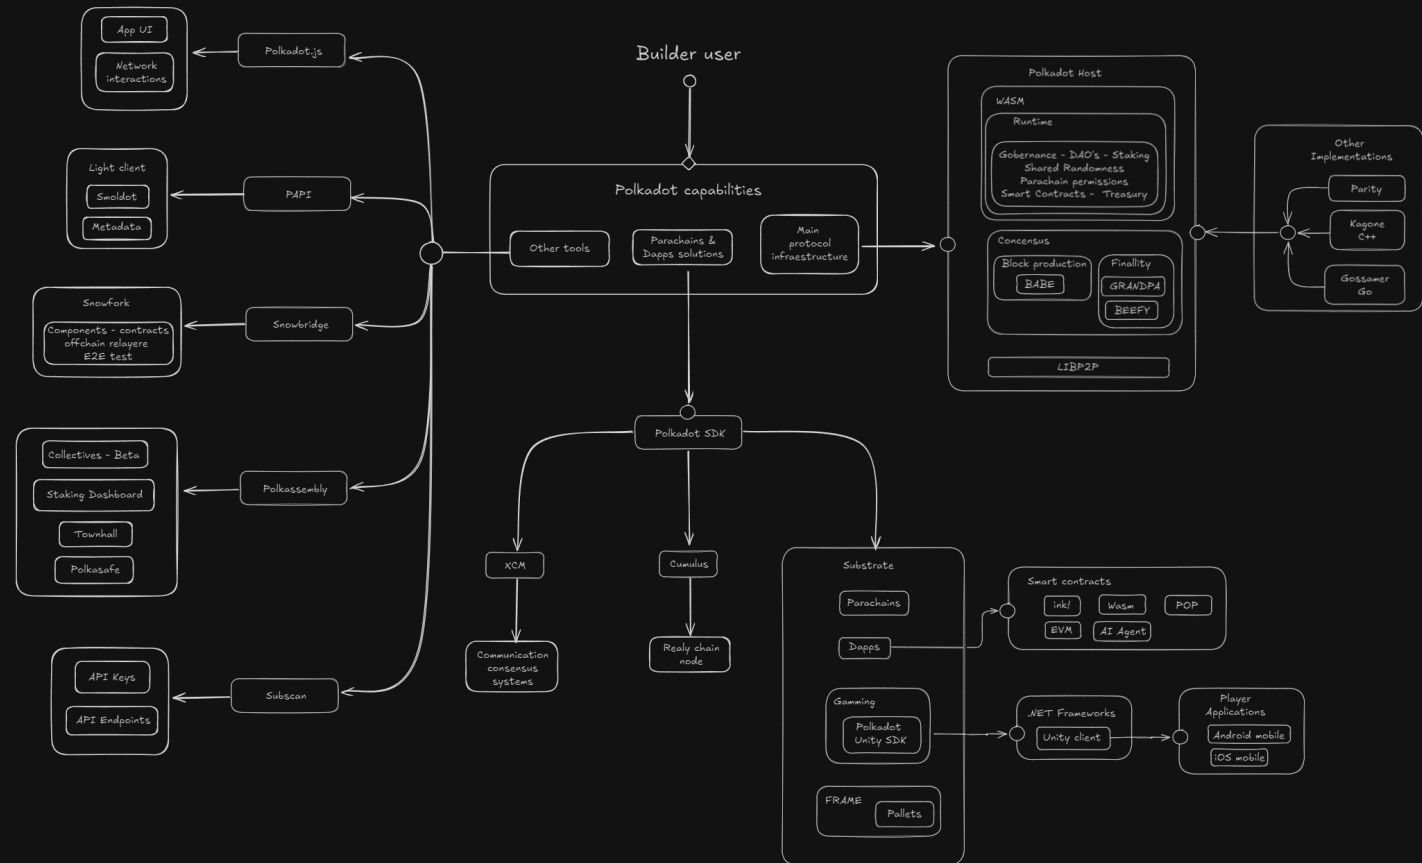 Builder user
Polkadot capabilities
Other tools
Parachains &
Dapps solutions
Main
protocol
infraestructure
Polkadot.js
App UI
Network
interactions
PAPI
Light client
Smoldot
Metadata
Snowbridge
Snowfork
Components - contracts
offchain relayere
E2E test
Polkassembly
Collectives - Beta
Staking Dashboard
Townhall
Polkasafe
Subscan
API Keys
API Endpoints
Polkadot SDK
XCM
Communication
consensus
systems
Cumulus
Realy chain
node
Substrate
Parachains
Dapps
Gamming
Polkadot
Unity SDK
FRAME
Pallets
Smart contracts
ink!
Wasm
POP
EVM
AI Agent
.NET Frameworks
Unity client
Player
Applications
Android mobile
iOS mobile
Polkadot Host
WASM
Runtime
Gobernance - DAO's - Staking
Shared Randomness
Parachain permissions
Smart Contracts - Treasury
Concensus
Block production
BABE
Finallity
GRANDPA
BEEFY
LIBP2P
Other
Implementations
Parity
Kagone
C++
Gossamer
Go